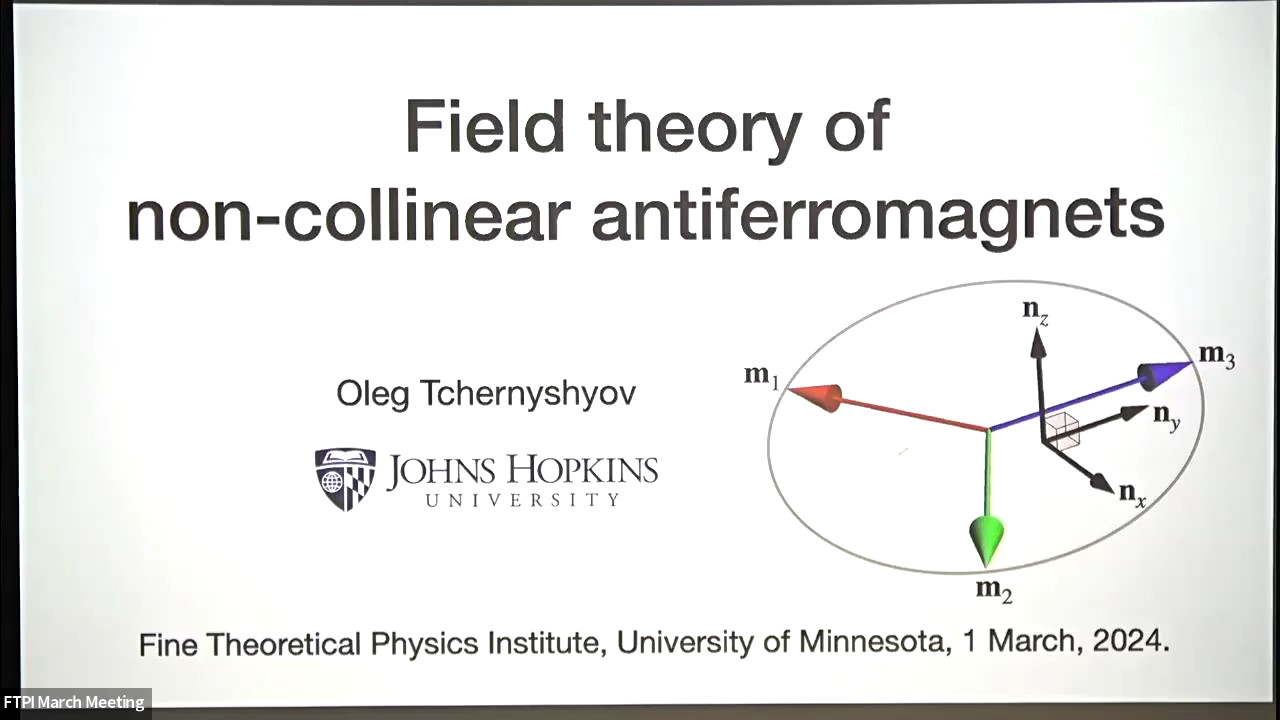 Field theory of
non-collinear antiferromagnets
Oleg Tchernyshyov
JOHNS HOPKINS
UNIVERSITY
m1
m2
m3
nz
ny
nx
Fine Theoretical Physics Institute, University of Minnesota, 1 March, 2024.
FTPI March Meeting